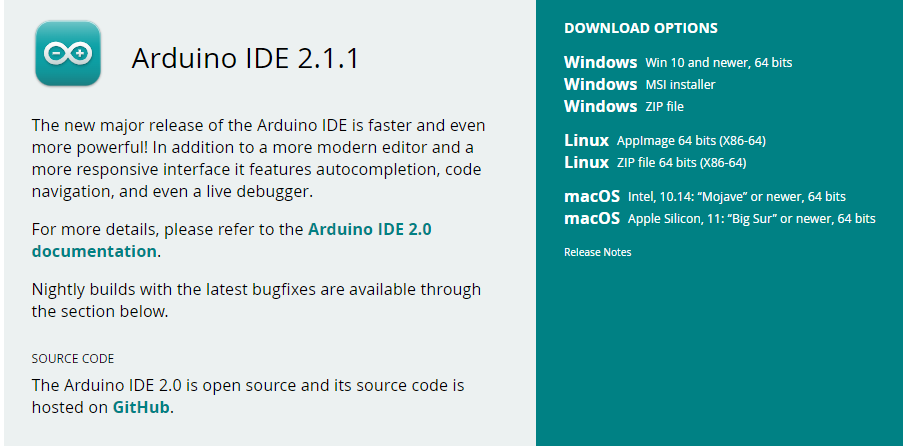 Arduino IDE 2.1.1
The new major release of the Arduino IDE is faster and even
more powerful! In addition to a more modern editor and a
more responsive interface it features autocompletion, code
navigation, and even a live debugger.
For more details, please refer to the Arduino IDE 2.0
documentation.
Nightly builds with the latest bugfixes are available through
the section below.
SOURCE CODE
The Arduino IDE 2.0 is open source and its source code is
hosted on GitHub.
DOWNLOAD OPTIONS
Windows Win 10 and newer, 64 bits
Windows MSI installer
Windows ZIP file
Linux AppImage 64 bits (X86-64)
Linux ZIP file 64 bits (X86-64)
macOS Intel, 10.14: “Mojave” or newer, 64 bits
macOS Apple Silicon, 11: “Big Sur” or newer, 64 bits
Release Notes